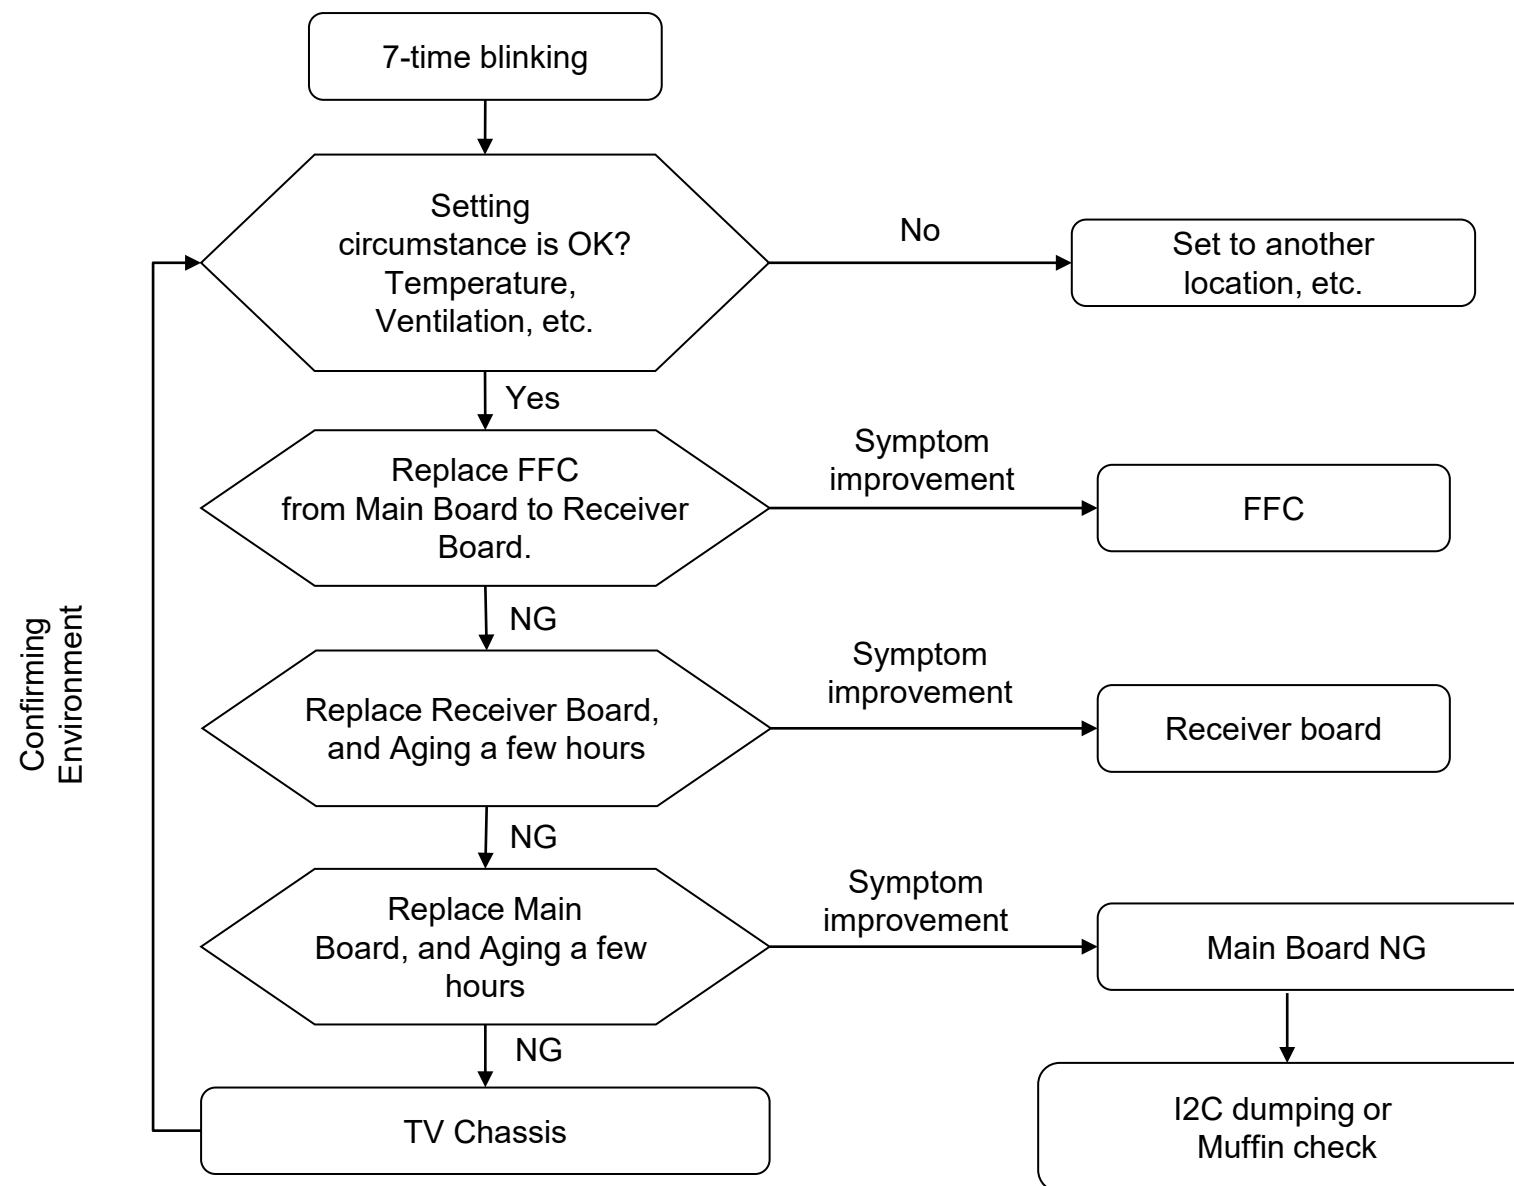 7-time blinking
Setting
circumstance is OK?
Temperature,
Ventilation, etc.
No
Set to another
location, etc.
Yes
Replace FFC
from Main Board to Receiver
Board.
Symptom
improvement
FFC
NG
Confirming
Environment
Replace Receiver Board,
and Aging a few hours
Symptom
improvement
Receiver board
NG
Replace Main
Board, and Aging a few
hours
Symptom
improvement
Main Board NG
NG
TV Chassis
I2C dumping or
Muffin check